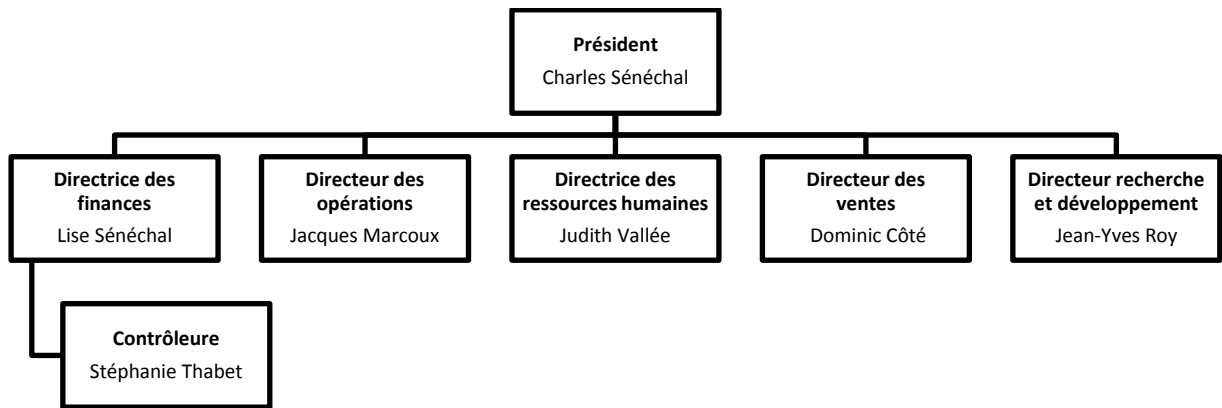 Président
Charles Sénéchal
Directrice des
finances
Lise Sénéchal
Directeur des
opérations
Jacques Marcoux
Directrice des
ressources humaines
Judith Vallée
Directeur des
ventes
Dominic Côté
Directeur recherche
et développement
Jean-Yves Roy
Contrôleure
Stéphanie Thabet